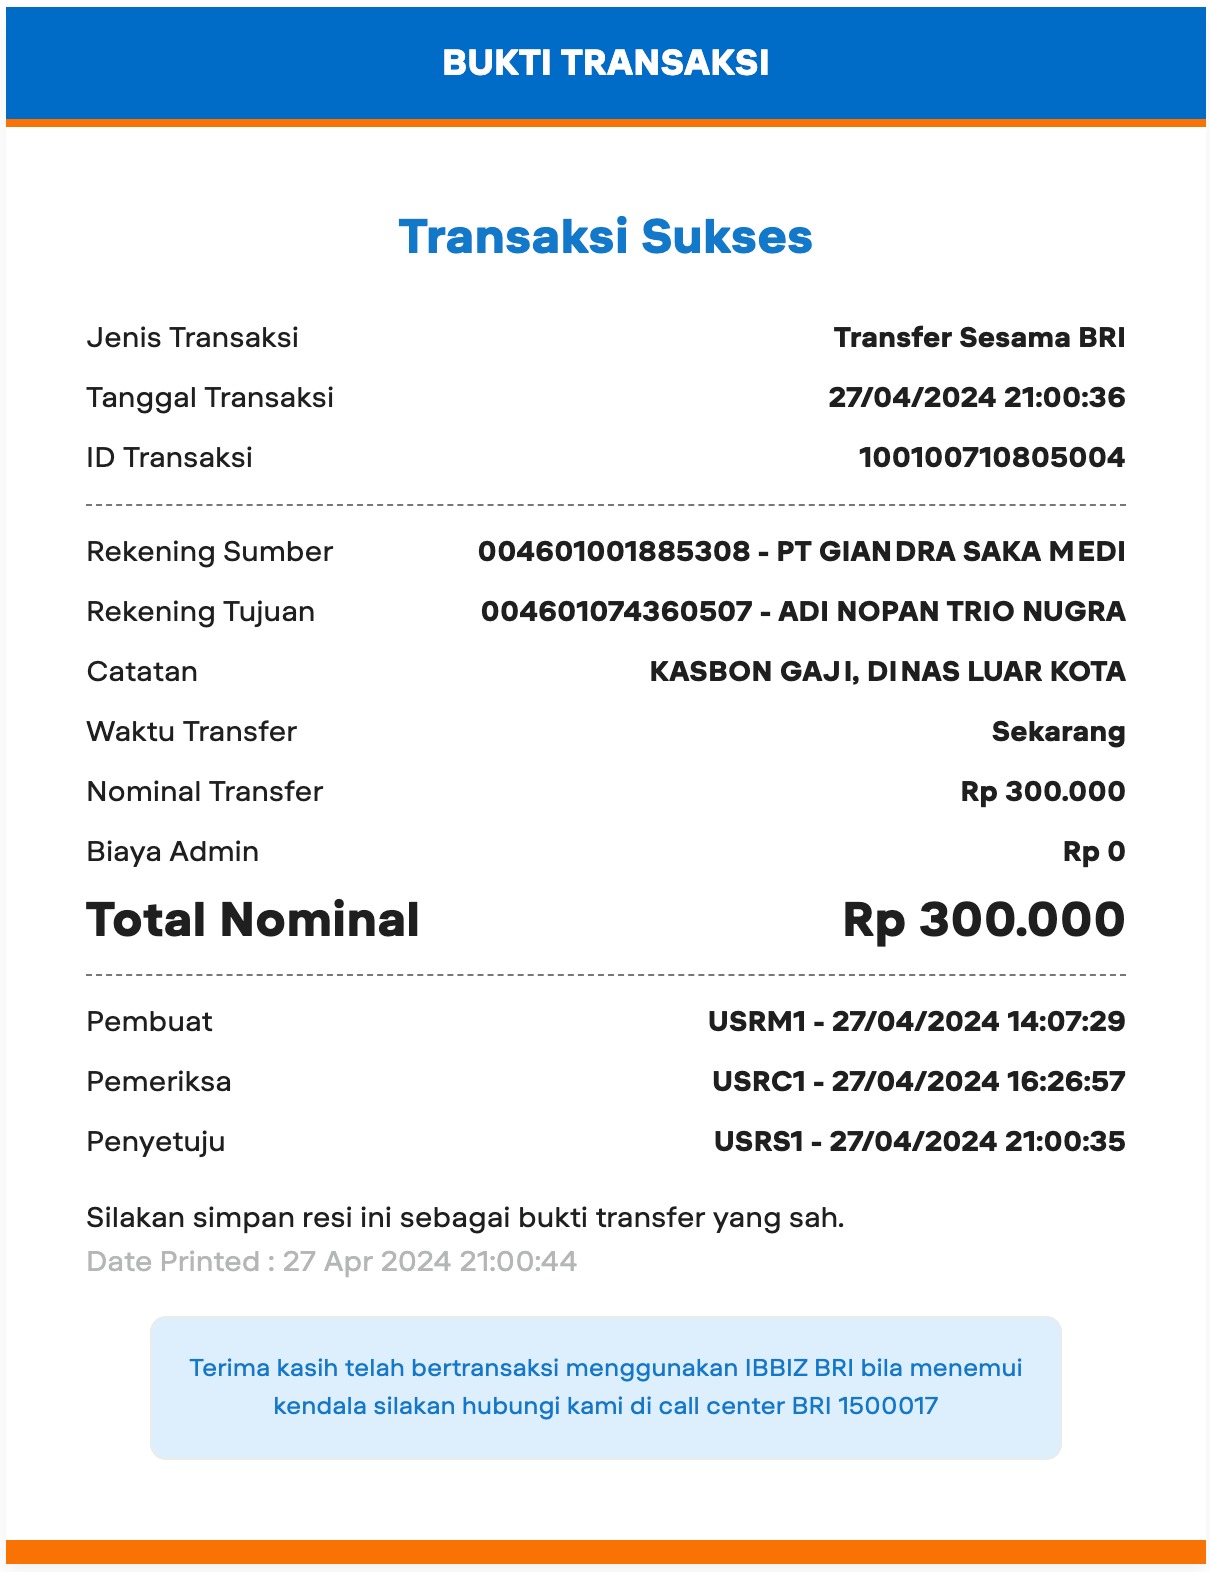 BUKTI TRANSAKSI
Transaksi Sukses
Jenis Transaksi Transfer Sesama BRI
Tanggal Transaksi 27/04/2024 21:00:36
ID Transaksi 100100710805004
Rekening Sumber 004601001885308 - PT GIANDRA SAKA MEDI
Rekening Tujuan 004601074360507 - ADI NOPAN TRIO NUGRA
Catatan KASBON GAJI, DINAS LUAR KOTA
Waktu Transfer Sekarang
Nominal Transfer Rp 300.000
Biaya Admin Rp 0
Total Nominal Rp 300.000
Pembuat USRM1 - 27/04/2024 14:07:29
Pemeriksa USRC1 - 27/04/2024 16:26:57
Penyetuju USRS1 - 27/04/2024 21:00:35
Silakan simpan resi ini sebagai bukti transfer yang sah.
Date Printed : 27 Apr 2024 21:00:44
Terima kasih telah bertransaksi menggunakan IBBIZ BRI bila menemui
kendala silakan hubungi kami di call center BRI 1500017